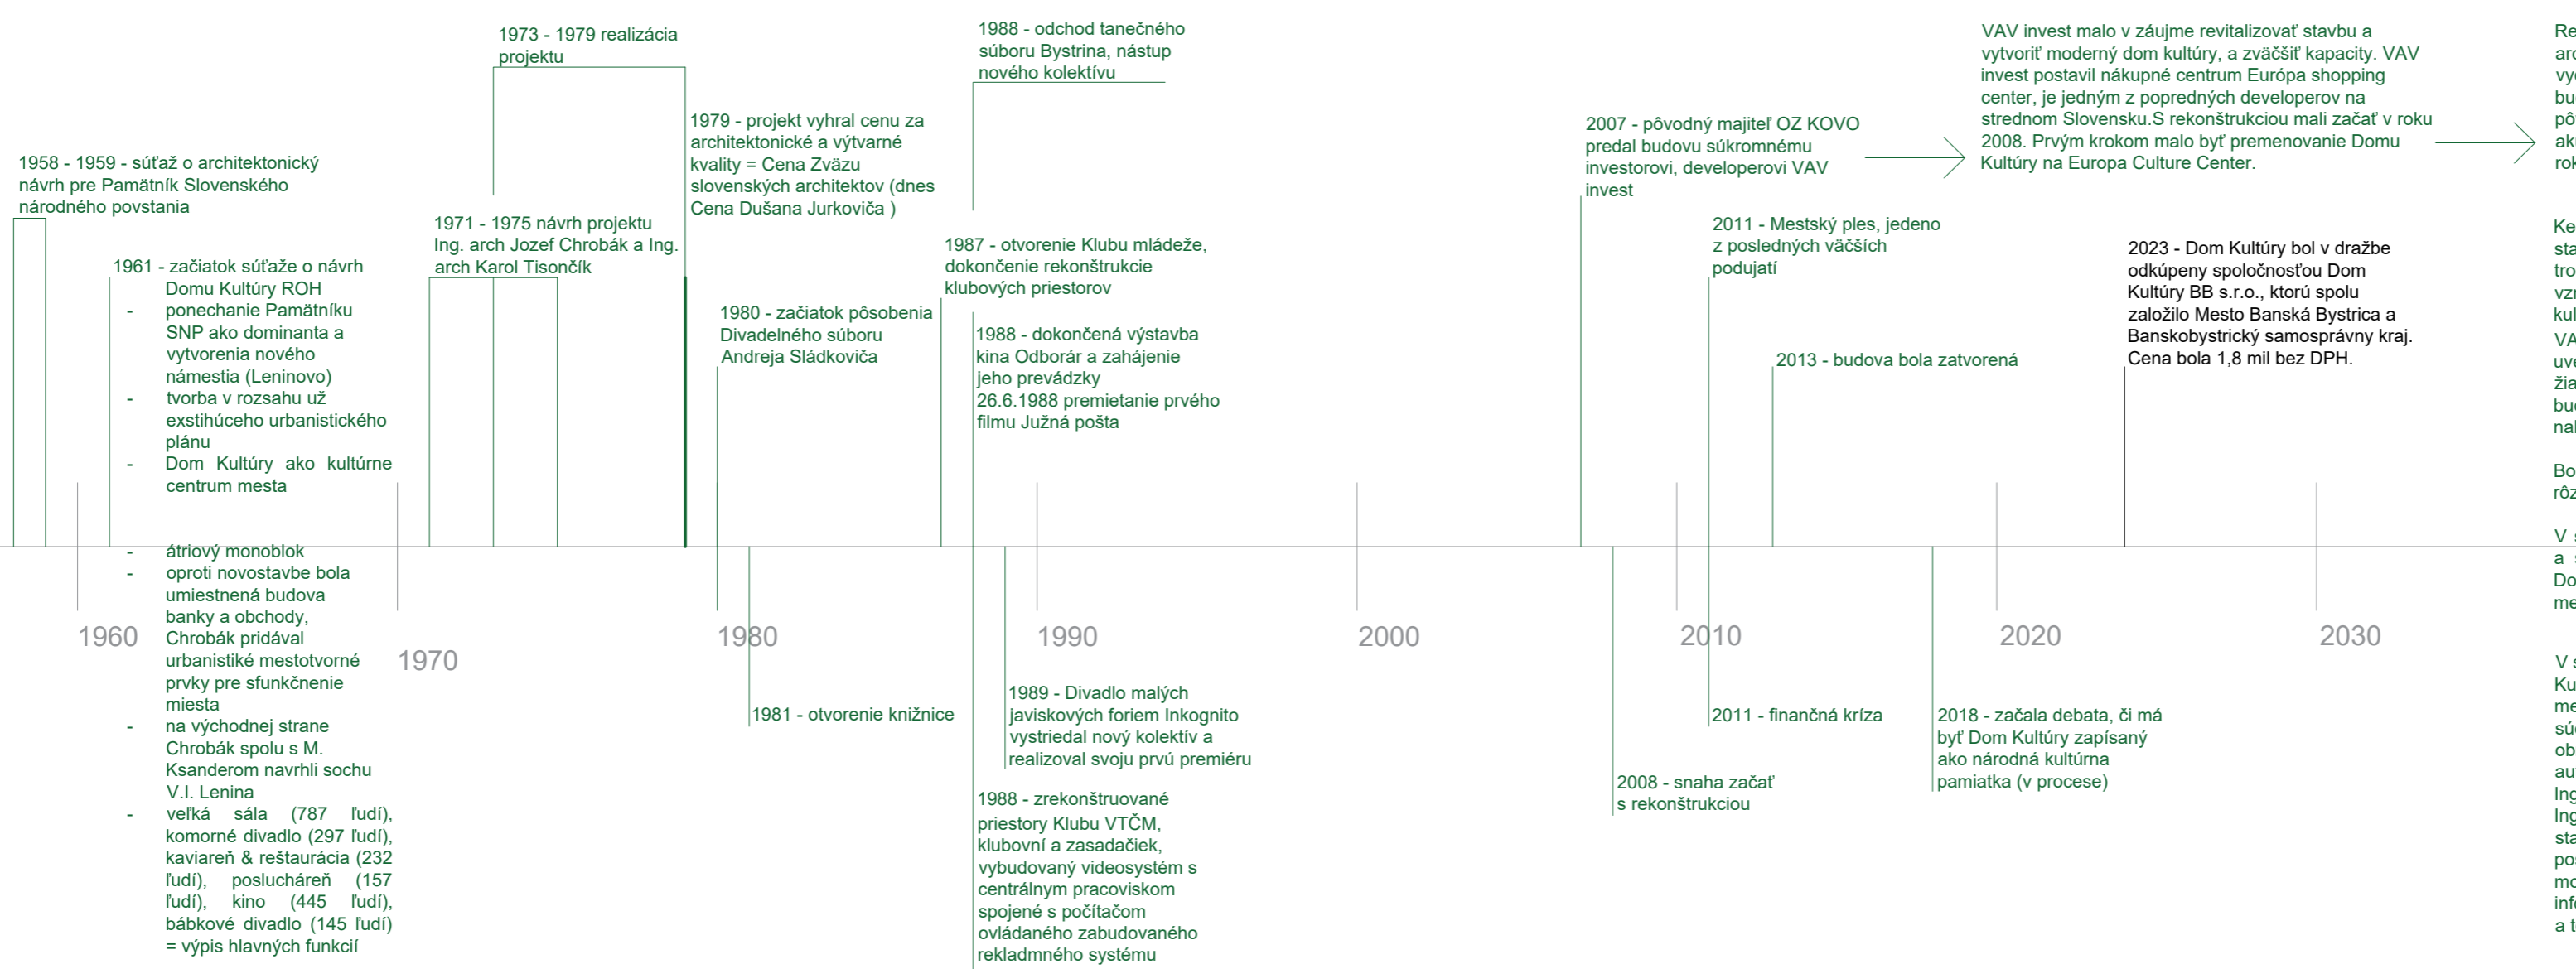 1958 - 1959 - súťaž o architektonický
návrh pre Pamätník Slovenského
národného povstania
1961 - začiatok súťaže o návrh
Domu Kultúry ROH
- ponechanie Pamätníku
SNP ako dominanta a
vytvorenia nového
námestia (Leninovo)
- tvorba v rozsahu už
exstihúceho urbanistického
plánu
- Dom Kultúry ako kultúrne
centrum mesta
- átriový monoblok
- oproti novostavbe bola
umiestnená budova
banky a obchody,
Chrobák pridával
urbanistiké mestotvorné
prvky pre sfunkčnenie
miesta
- na východnej strane
Chrobák spolu s M.
Ksanderom navrhli sochu
V.I. Lenina
- veľká sála (787 ľudí),
komorné divadlo (297 ľudí),
kaviareň & reštaurácia (232
ľudí), poslucháreň (157
ľudí), kino (445 ľudí),
bábkové divadlo (145 ľudí)
= výpis hlavných funkcií
1973 - 1979 realizácia
projektu
1971 - 1975 návrh projektu
Ing. arch Jozef Chrobák a Ing.
arch Karol Tisončík
1979 - projekt vyhral cenu za
architektonické a výtvarné
kvality = Cena Zväzu
slovenských architektov (dnes
Cena Dušana Jurkoviča )
1980 - začiatok pôsobenia
Divadelného súboru
Andreja Sládkoviča
1981 - otvorenie knižnice
1988 - odchod tanečného
súboru Bystrina, nástup
nového kolektívu
1987 - otvorenie Klubu mládeže,
dokončenie rekonštrukcie
klubových priestorov
1988 - dokončená výstavba
kina Odborár a zahájenie
jeho prevádzky
26.6.1988 premietanie prvého
filmu Južná pošta
1989 - Divadlo malých
javiskových foriem Inkognito
vystriedal nový kolektív a
realizoval svoju prvú premiéru
1988 - zrekonštruované
priestory Klubu VTČM,
klubovní a zasadačiek,
vybudovaný videosystém s
centrálnym pracoviskom
spojené s počítačom
ovládaného zabudovaného
rekladmného systému
2007 - pôvodný majiteľ OZ KOVO
predal budovu súkromnému
investorovi, developerovi VAV
invest
VAV invest malo v záujme revitalizovať stavbu a
vytvoriť moderný dom kultúry, a zväčšiť kapacity. VAV
invest postavil nákupné centrum Európa shopping
center, je jedným z popredných developerov na
strednom Slovensku.S rekonštrukciou mali začať v roku
2008. Prvým krokom malo byť premenovanie Domu
Kultúry na Europa Culture Center.
2011 - Mestský ples, jedeno
z posledných väčších
podujatí
2013 - budova bola zatvorená
2023 - Dom Kultúry bol v dražbe
odkúpeny spoločnosťou Dom
Kultúry BB s.r.o., ktorú spolu
založilo Mesto Banská Bystrica a
Banskobystrický samosprávny kraj.
Cena bola 1,8 mil bez DPH.
2008 - snaha začať
s rekonštrukciou
2011 - finančná kríza
2018 - začala debata, či má
byť Dom Kultúry zapísaný
ako národná kultúrna
pamiatka (v procese)
1960
1970
1980
1990
2000
2010
2020
2030